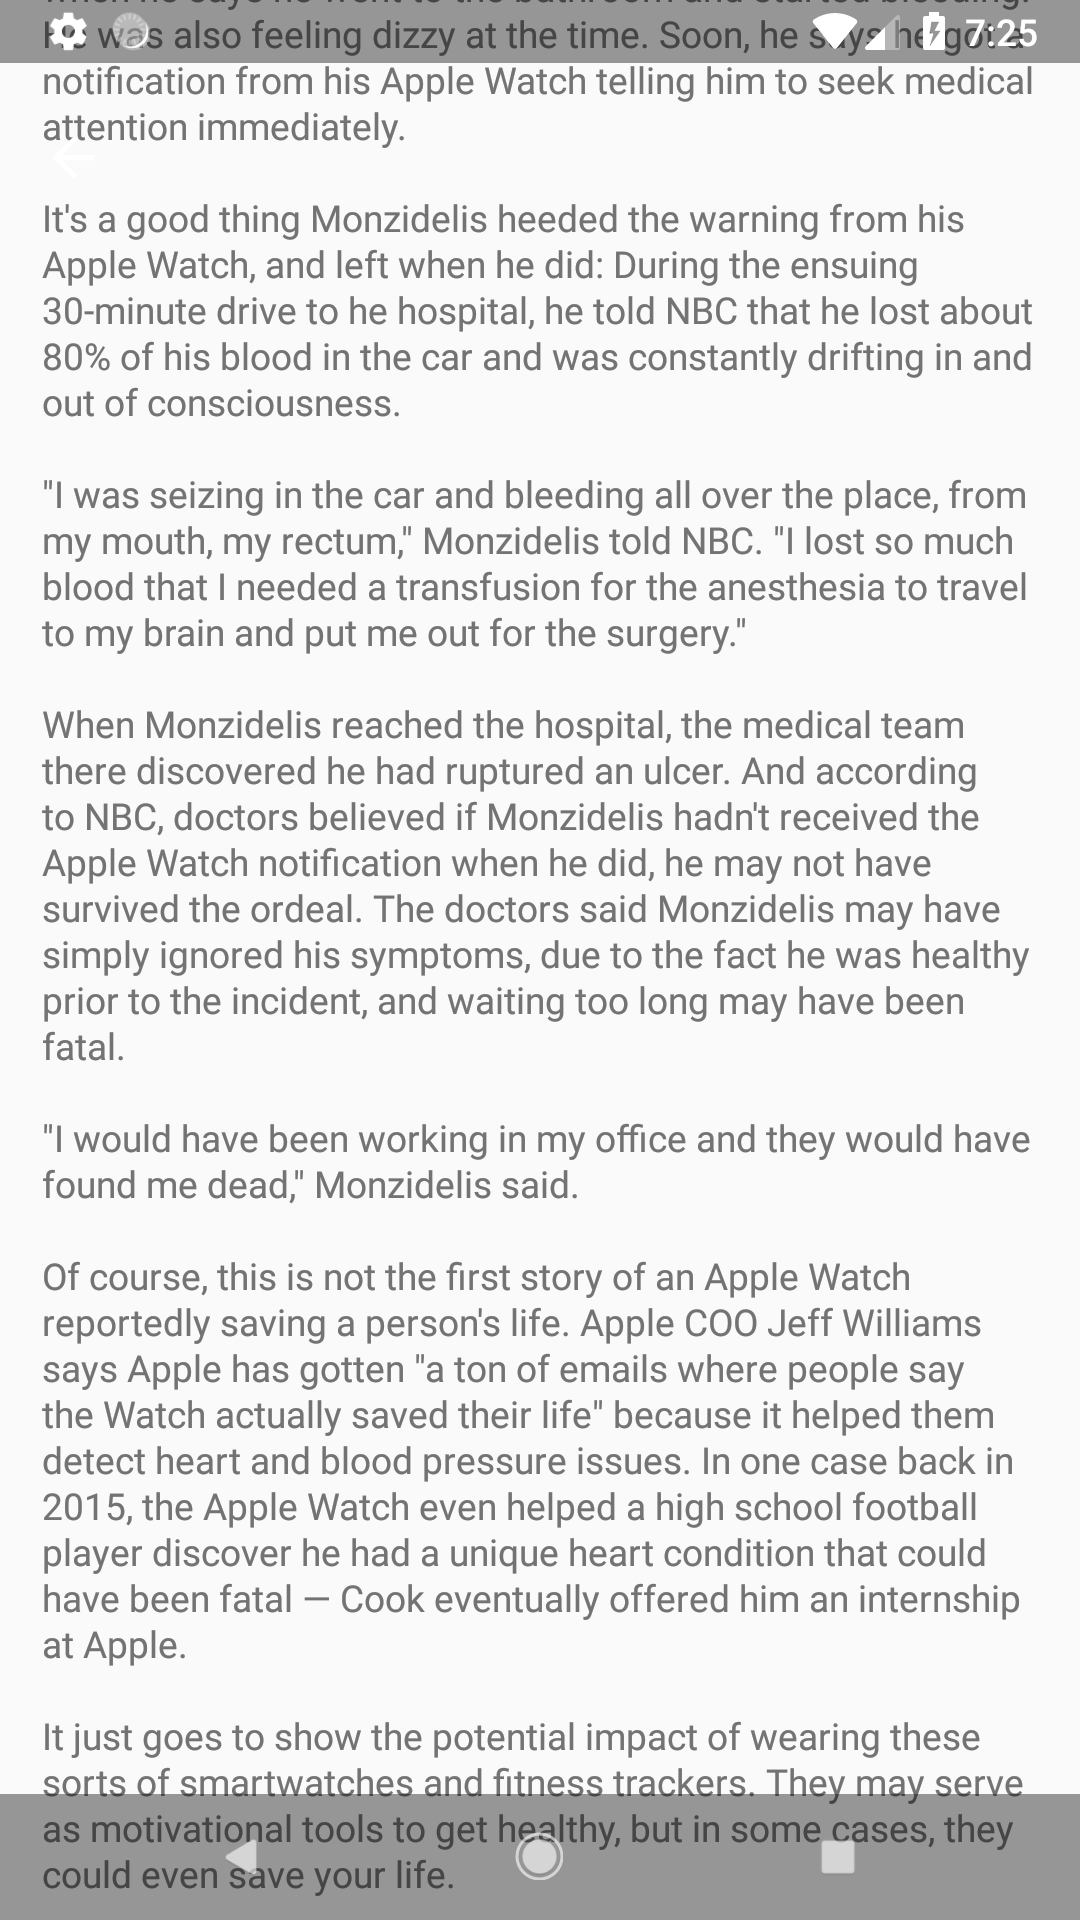 when he says he went to the bathroom and started bleeding.
He was also feeling dizzy at the time. Soon, he says he got a
7:25
notification from his Apple Watch telling him to seek medical
attention immediately.
It's a good thing Monzidelis heeded the warning from his
Apple Watch, and left when he did: During the ensuing
30-minute drive to he hospital, he told NBC that he lost about
80% of his blood in the car and was constantly drifting in and
out of consciousness.
"I was seizing in the car and bleeding all over the place, from
my mouth, my rectum," Monzidelis told NBC. "I lost so much
blood that I needed a transfusion for the anesthesia to travel
to my brain and put me out for the surgery."
When Monzidelis reached the hospital, the medical team
there discovered he had ruptured an ulcer. And according
to NBC, doctors believed if Monzidelis hadn't received the
Apple Watch notification when he did, he may not have
survived the ordeal. The doctors said Monzidelis may have
simply ignored his symptoms, due to the fact he was healthy
prior to the incident, and waiting too long may have been
fatal.
"I would have been working in my office and they would have
found me dead," Monzidelis said.
Of course, this is not the first story of an Apple Watch
reportedly saving a person's life. Apple COO Jeff Williams
says Apple has gotten "a ton of emails where people say
the Watch actually saved their life" because it helped them
detect heart and blood pressure issues. In one case back in
2015, the Apple Watch even helped a high school football
player discover he had a unique heart condition that could
have been fatal — Cook eventually offered him an internship
at Apple.
It just goes to show the potential impact of wearing these
sorts of smartwatches and fitness trackers. They may serve
as motivational tools to get healthy, but in some cases, they
could even save your life.